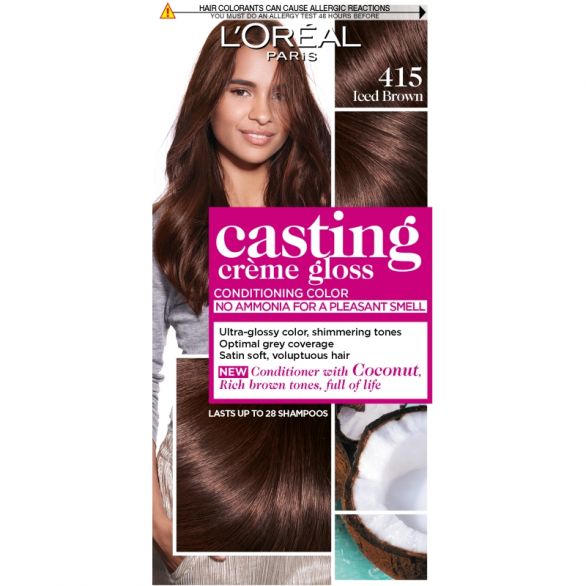 HAIR COLORANTS CAN CAUSE ALLERGIC REACTIONS
YOU MUST DO AN ALLERGY TEST 48 HOURS BEFORE
L'ORÉAL
PARIS
415
Iced Brown
casting
crème gloss
CONDITIONING COLOR
NO AMMONIA FOR A PLEASANT SMELL
Ultra-glossy color, shimmering tones
Optimal grey coverage
Satin soft, voluptuous hair
NEW Conditioner with Coconut,
Rich brown tones, full of life
LASTS UP TO 28 SHAMPOOS